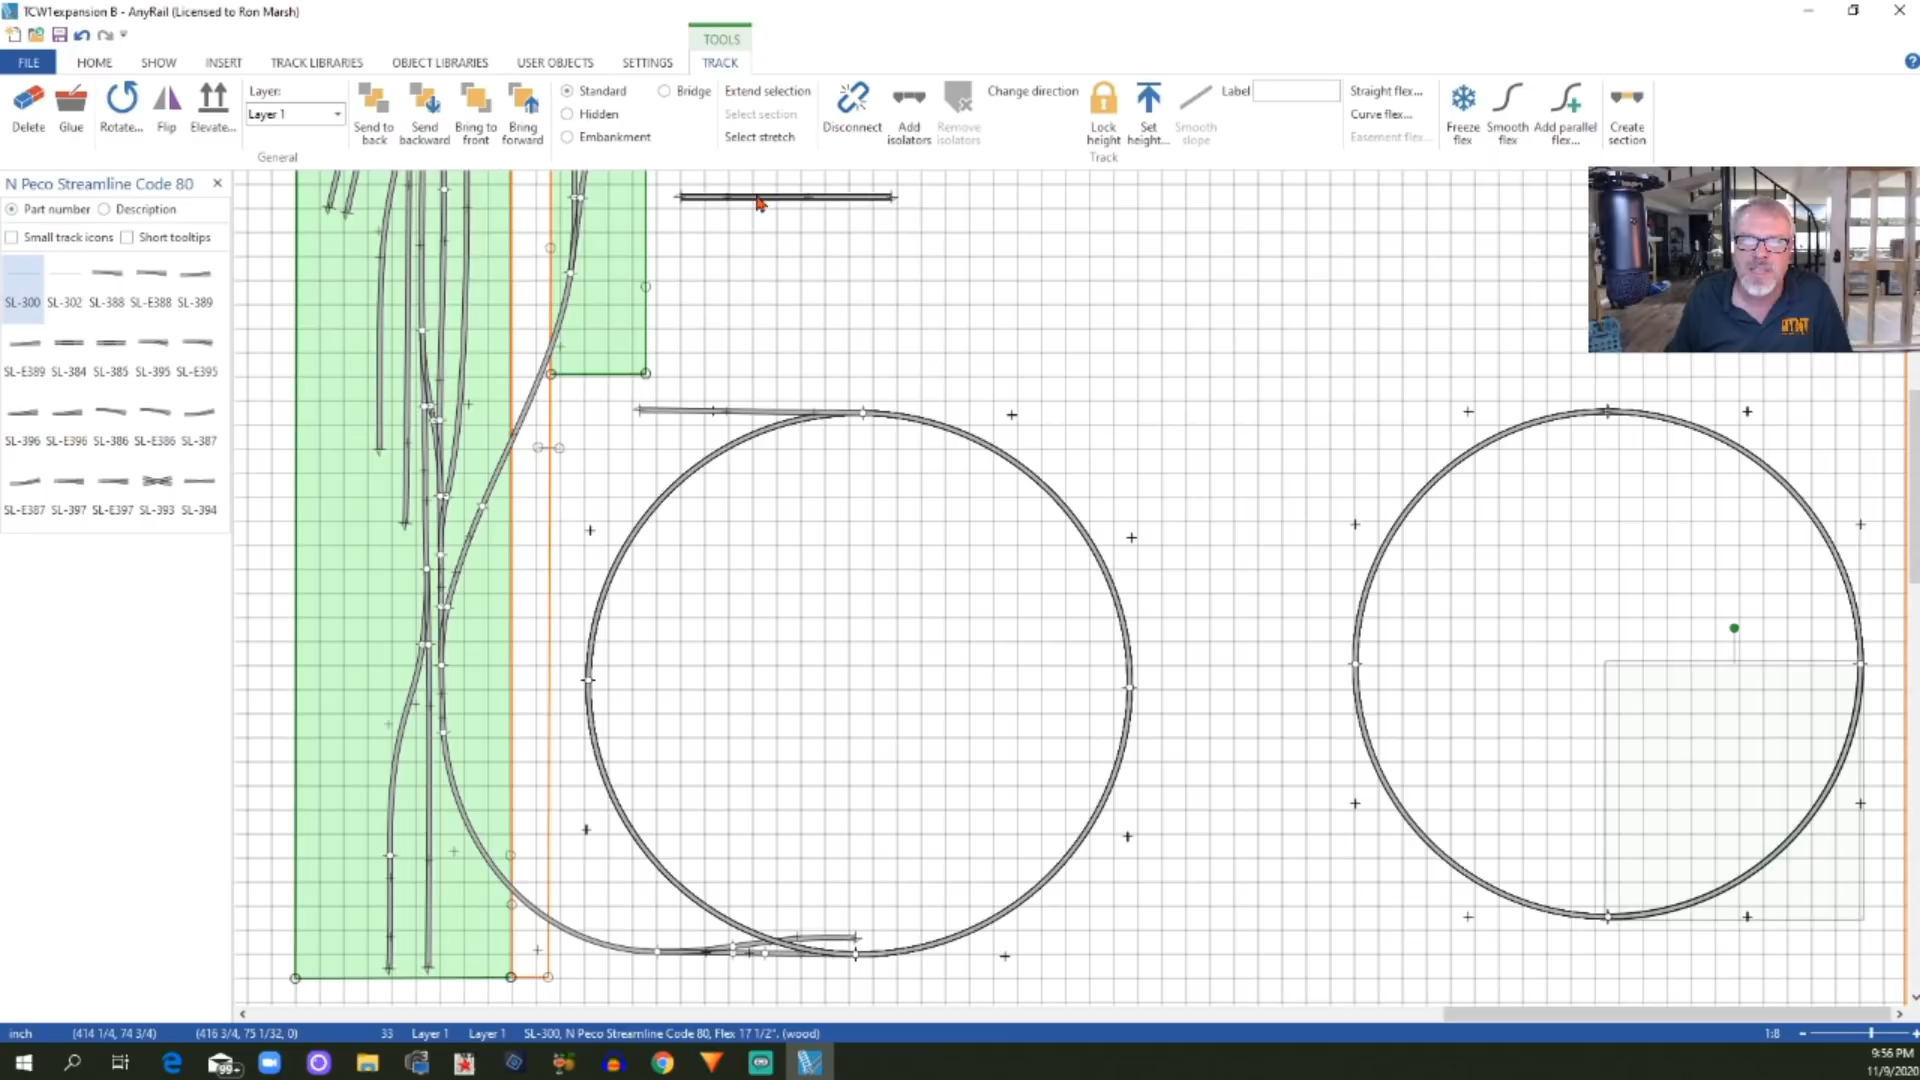 TCW1expansion B - AnyRail (Licensed to Ron Marsh)
TOOLS
FILE HOME SHOW INSERT TRACK LIBRARIES OBJECT LIBRARIES USER OBJECTS SETTINGS TRACK
Delete Glue Rotate... Flip Elevate...
Layer:
Layer 1
General
Send to back
Send backward
Bring to front
Bring forward
Standard
Hidden
Embankment
Bridge
Extend selection
Select section
Select stretch
Disconnect
Add isolators
Remove isolators
Change direction
Lock height
Set height...
Smooth slope
Label
Straight flex...
Curve flex...
Easement flex...
Track
Freeze flex
Smooth flex
Add parallel flex...
Create section
N Peco Streamline Code 80
Part number Description
Small track icons Short tooltips
SL-300 SL-302 SL-388 SL-E388 SL-389
SL-E389 SL-384 SL-385 SL-395 SL-E395
SL-396 SL-E396 SL-386 SL-E386 SL-387
SL-E387 SL-397 SL-E397 SL-393 SL-394
inch (414 1/4, 74 3/4) (416 3/4, 75 1/32, 0) 33 Layer 1 Layer 1 SL-300, N Peco Streamline Code 80, Flex 17 1/2". (wood) 1:8
99+
9:56 PM
11/9/2020